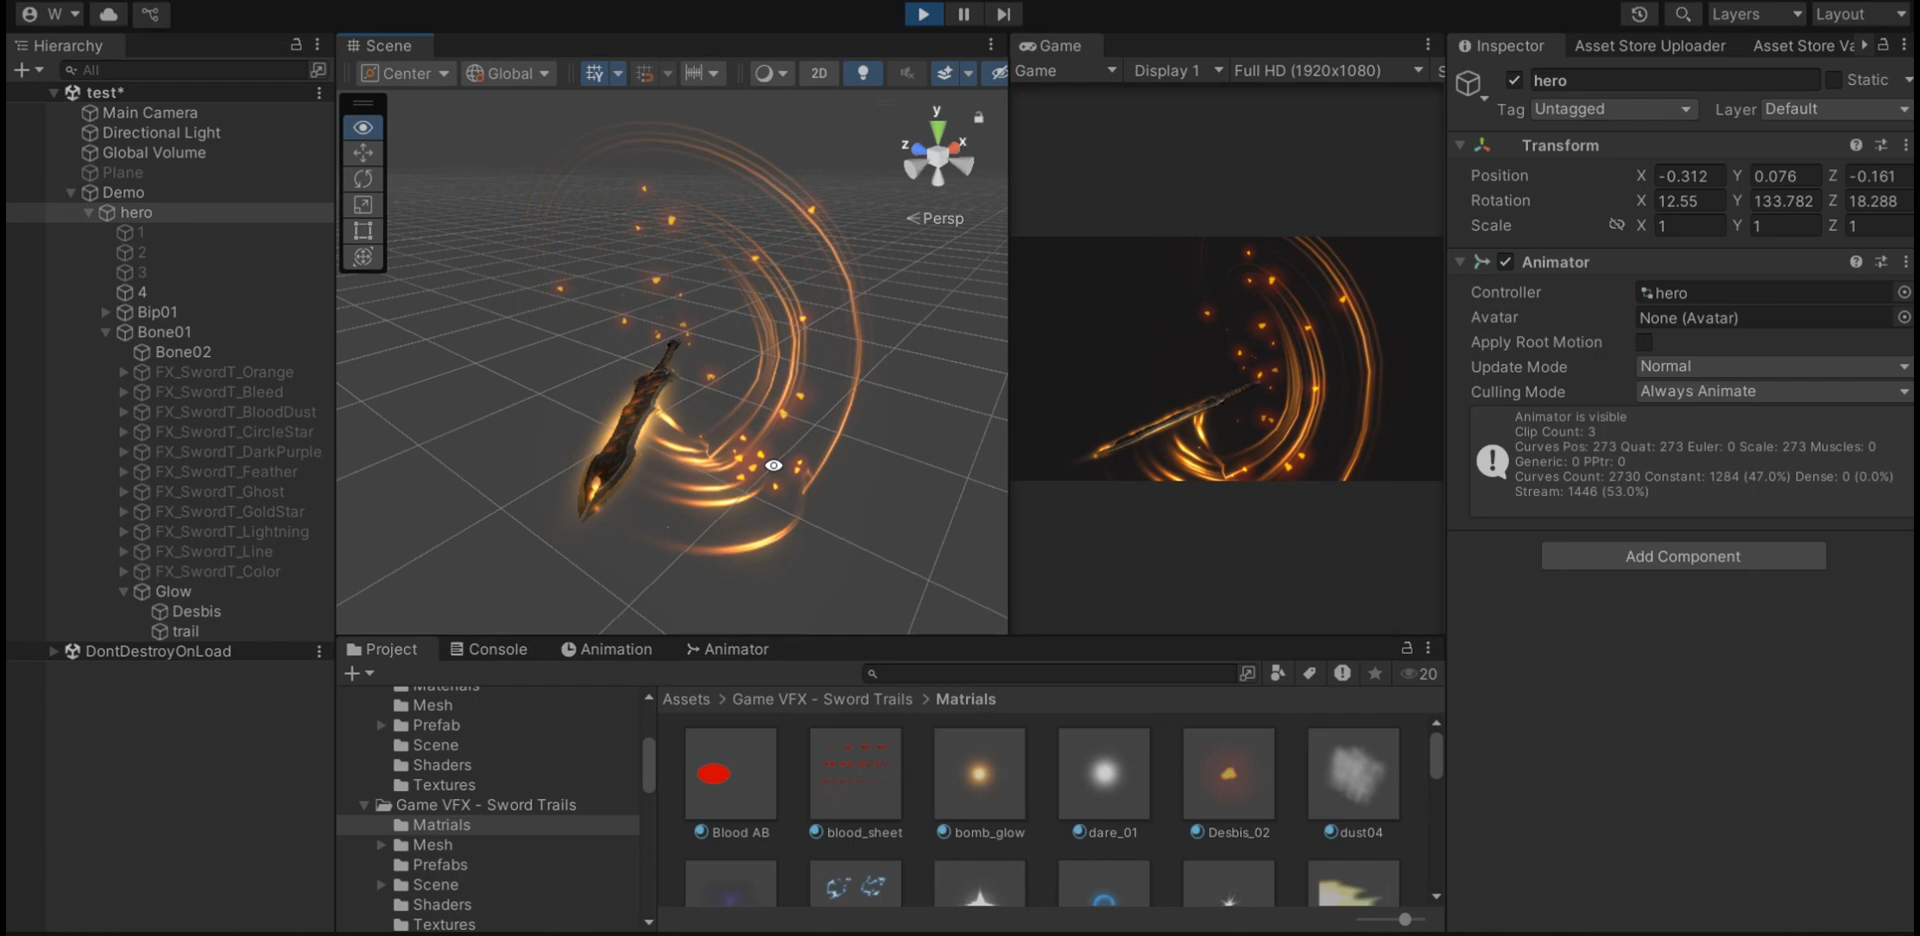 W
Layers
Layout
Hierarchy
All
test*
Main Camera
Directional Light
Global Volume
Plane
Demo
hero
1
2
3
4
Bip01
Bone01
Bone02
FX_SwordT_Orange
FX_SwordT_Bleed
FX_SwordT_BloodDust
FX_SwordT_CircleStar
FX_SwordT_DarkPurple
FX_SwordT_Feather
FX_SwordT_Ghost
FX_SwordT_GoldStar
FX_SwordT_Lightning
FX_SwordT_Line
FX_SwordT_Color
Glow
Desbis
trail
DontDestroyOnLoad
Scene
Center
Global
2D
y
z
x
Persp
Game
Game
Display 1
Full HD (1920x1080)
S
Inspector
Asset Store Uploader
Asset Store Va
hero
Static
Tag
Untagged
Layer
Default
Transform
Position
X -0.312 Y 0.076 Z -0.161
Rotation
X 12.55 Y 133.782 Z 18.288
Scale
X 1 Y 1 Z 1
Animator
Controller
hero
Avatar
None (Avatar)
Apply Root Motion
Update Mode
Normal
Culling Mode
Always Animate
Animator is visible
Clip Count: 3
Curves Pos: 273 Quat: 273 Euler: 0 Scale: 273 Muscles: 0
Generic: 0 PPtr: 0
Curves Count: 2730 Constant: 1284 (47.0%) Dense: 0 (0.0%)
Stream: 1446 (53.0%)
Add Component
Project
Console
Animation
Animator
20
Materials
Mesh
Prefab
Scene
Shaders
Textures
Game VFX - Sword Trails
Matrials
Mesh
Prefabs
Scene
Shaders
Textures
Assets > Game VFX - Sword Trails > Matrials
Blood AB
blood_sheet
bomb_glow
dare_01
Desbis_02
dust04